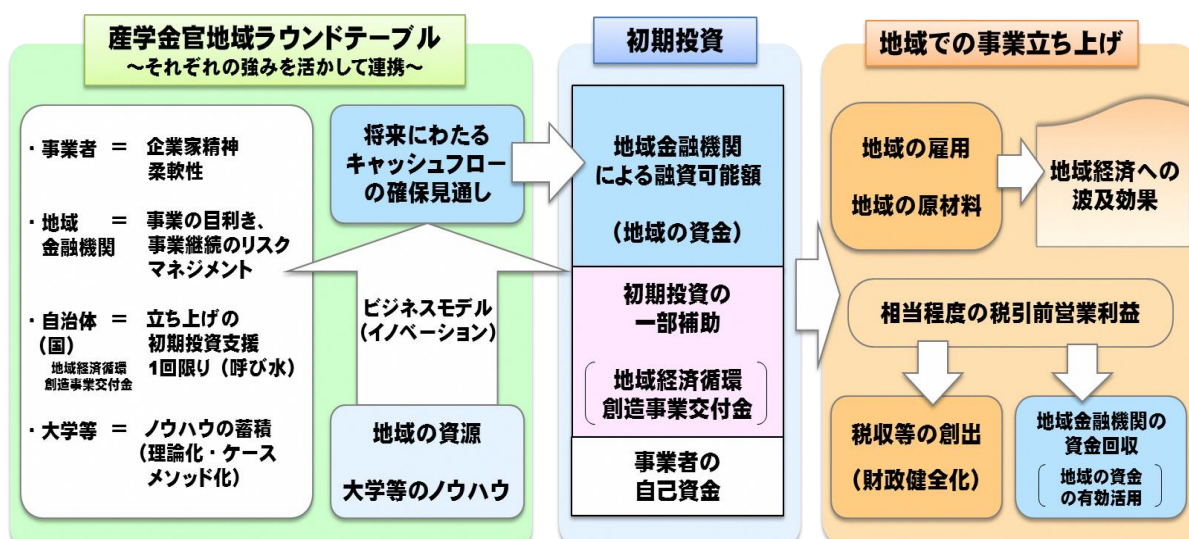 産学金官地域ラウンドテーブル
～それぞれの強みを活かして連携～
・事業者 ＝ 企業家精神
柔軟性
・地域 ＝ 事業の目利き、
金融機関 事業継続のリスク
マネジメント
・自治体 ＝ 立ち上げの
(国) 初期投資支援
地域経済循環 1回限り（呼び水）
創造事業交付金
・大学等 ＝ ノウハウの蓄積
(理論化・ケース
メソッド化)
将来にわたる
キャッシュフロー
の確保見通し
ビジネスモデル
(イノベーション)
地域の資源
大学等のノウハウ
初期投資
地域金融機関
による融資可能額
(地域の資金)
初期投資の
一部補助
地域経済循環
創造事業交付金
事業者の
自己資金
地域での事業立ち上げ
地域の雇用
地域の原材料
地域経済への
波及効果
相当程度の税引前営業利益
税収等の創出
(財政健全化)
地域金融機関の
資金回収
地域の資金
の有効活用